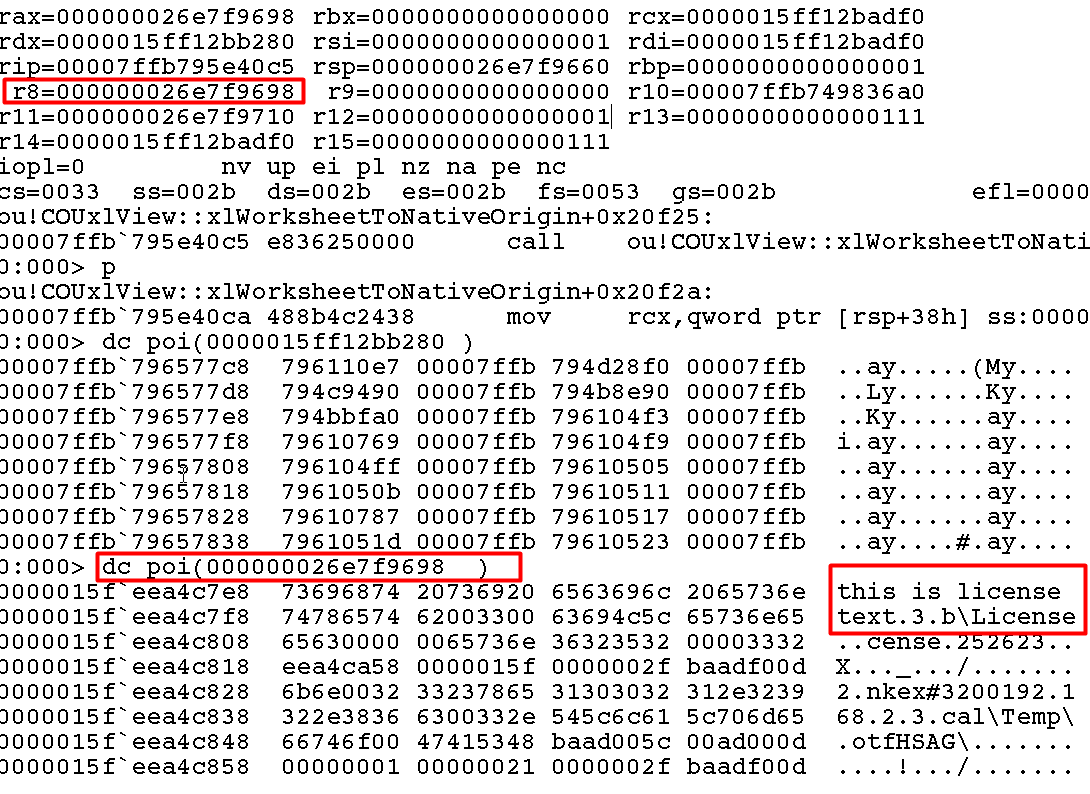 rax=000000026e7f9698 rbx=0000000000000000 rcx=0000015ff12badf0
rdx=0000015ff12bb280 rsi=0000000000000001 rdi=0000015ff12badf0
rip=00007ffb795e40c5 rsp=000000026e7f9660 rbp=0000000000000001
r8=000000026e7f9698 r9=0000000000000000 r10=00007ffb749836a0
r11=000000026e7f9710 r12=0000000000000001 r13=0000000000000111
r14=0000015ff12badf0 r15=0000000000000111
iopl=0 nv up ei pl nz na pe nc
cs=0033 ss=002b ds=002b es=002b fs=0053 gs=002b efl=0000
ou!COUxlView::xlWorksheetToNativeOrigin+0x20f25:
00007ffb`795e40c5 e836250000 call ou!COUxlView::xlWorksheetToNati
0:000> p
ou!COUxlView::xlWorksheetToNativeOrigin+0x20f2a:
00007ffb`795e40ca 488b4c2438 mov rcx,qword ptr [rsp+38h] ss:0000
0:000> dc poi(0000015ff12bb280 )
00007ffb`796577c8 796110e7 00007ffb 794d28f0 00007ffb ..ay.....(My....
00007ffb`796577d8 794c9490 00007ffb 794b8e90 00007ffb ..Ly......Ky....
00007ffb`796577e8 794bbfa0 00007ffb 796104f3 00007ffb ..Ky......ay....
00007ffb`796577f8 79610769 00007ffb 796104f9 00007ffb i.ay......ay....
00007ffb`79657808 796104ff 00007ffb 79610505 00007ffb ..ay......ay....
00007ffb`79657818 7961050b 00007ffb 79610511 00007ffb ..ay......ay....
00007ffb`79657828 79610787 00007ffb 79610517 00007ffb ..ay......ay....
00007ffb`79657838 7961051d 00007ffb 79610523 00007ffb ..ay....#.ay....
0:000> dc poi(000000026e7f9698 )
0000015f`eea4c7e8 73696874 20736920 6563696c 2065736e this is license
0000015f`eea4c7f8 74786574 62003300 63694c5c 65736e65 text.3.b\License
0000015f`eea4c808 65630000 0065736e 36323532 00003332 ..cense.252623..
0000015f`eea4c818 eea4ca58 0000015f 0000002f baadf00d X..._.../.......
0000015f`eea4c828 6b6e0032 33237865 31303032 312e3239 2.nkex#3200192.1
0000015f`eea4c838 322e3836 6300332e 545c6c61 5c706d65 68.2.3.cal\Temp\
0000015f`eea4c848 66746f00 47415348 baad005c 00ad000d .otfHSAG\.......
0000015f`eea4c858 00000001 00000021 0000002f baadf00d ....!.../.......